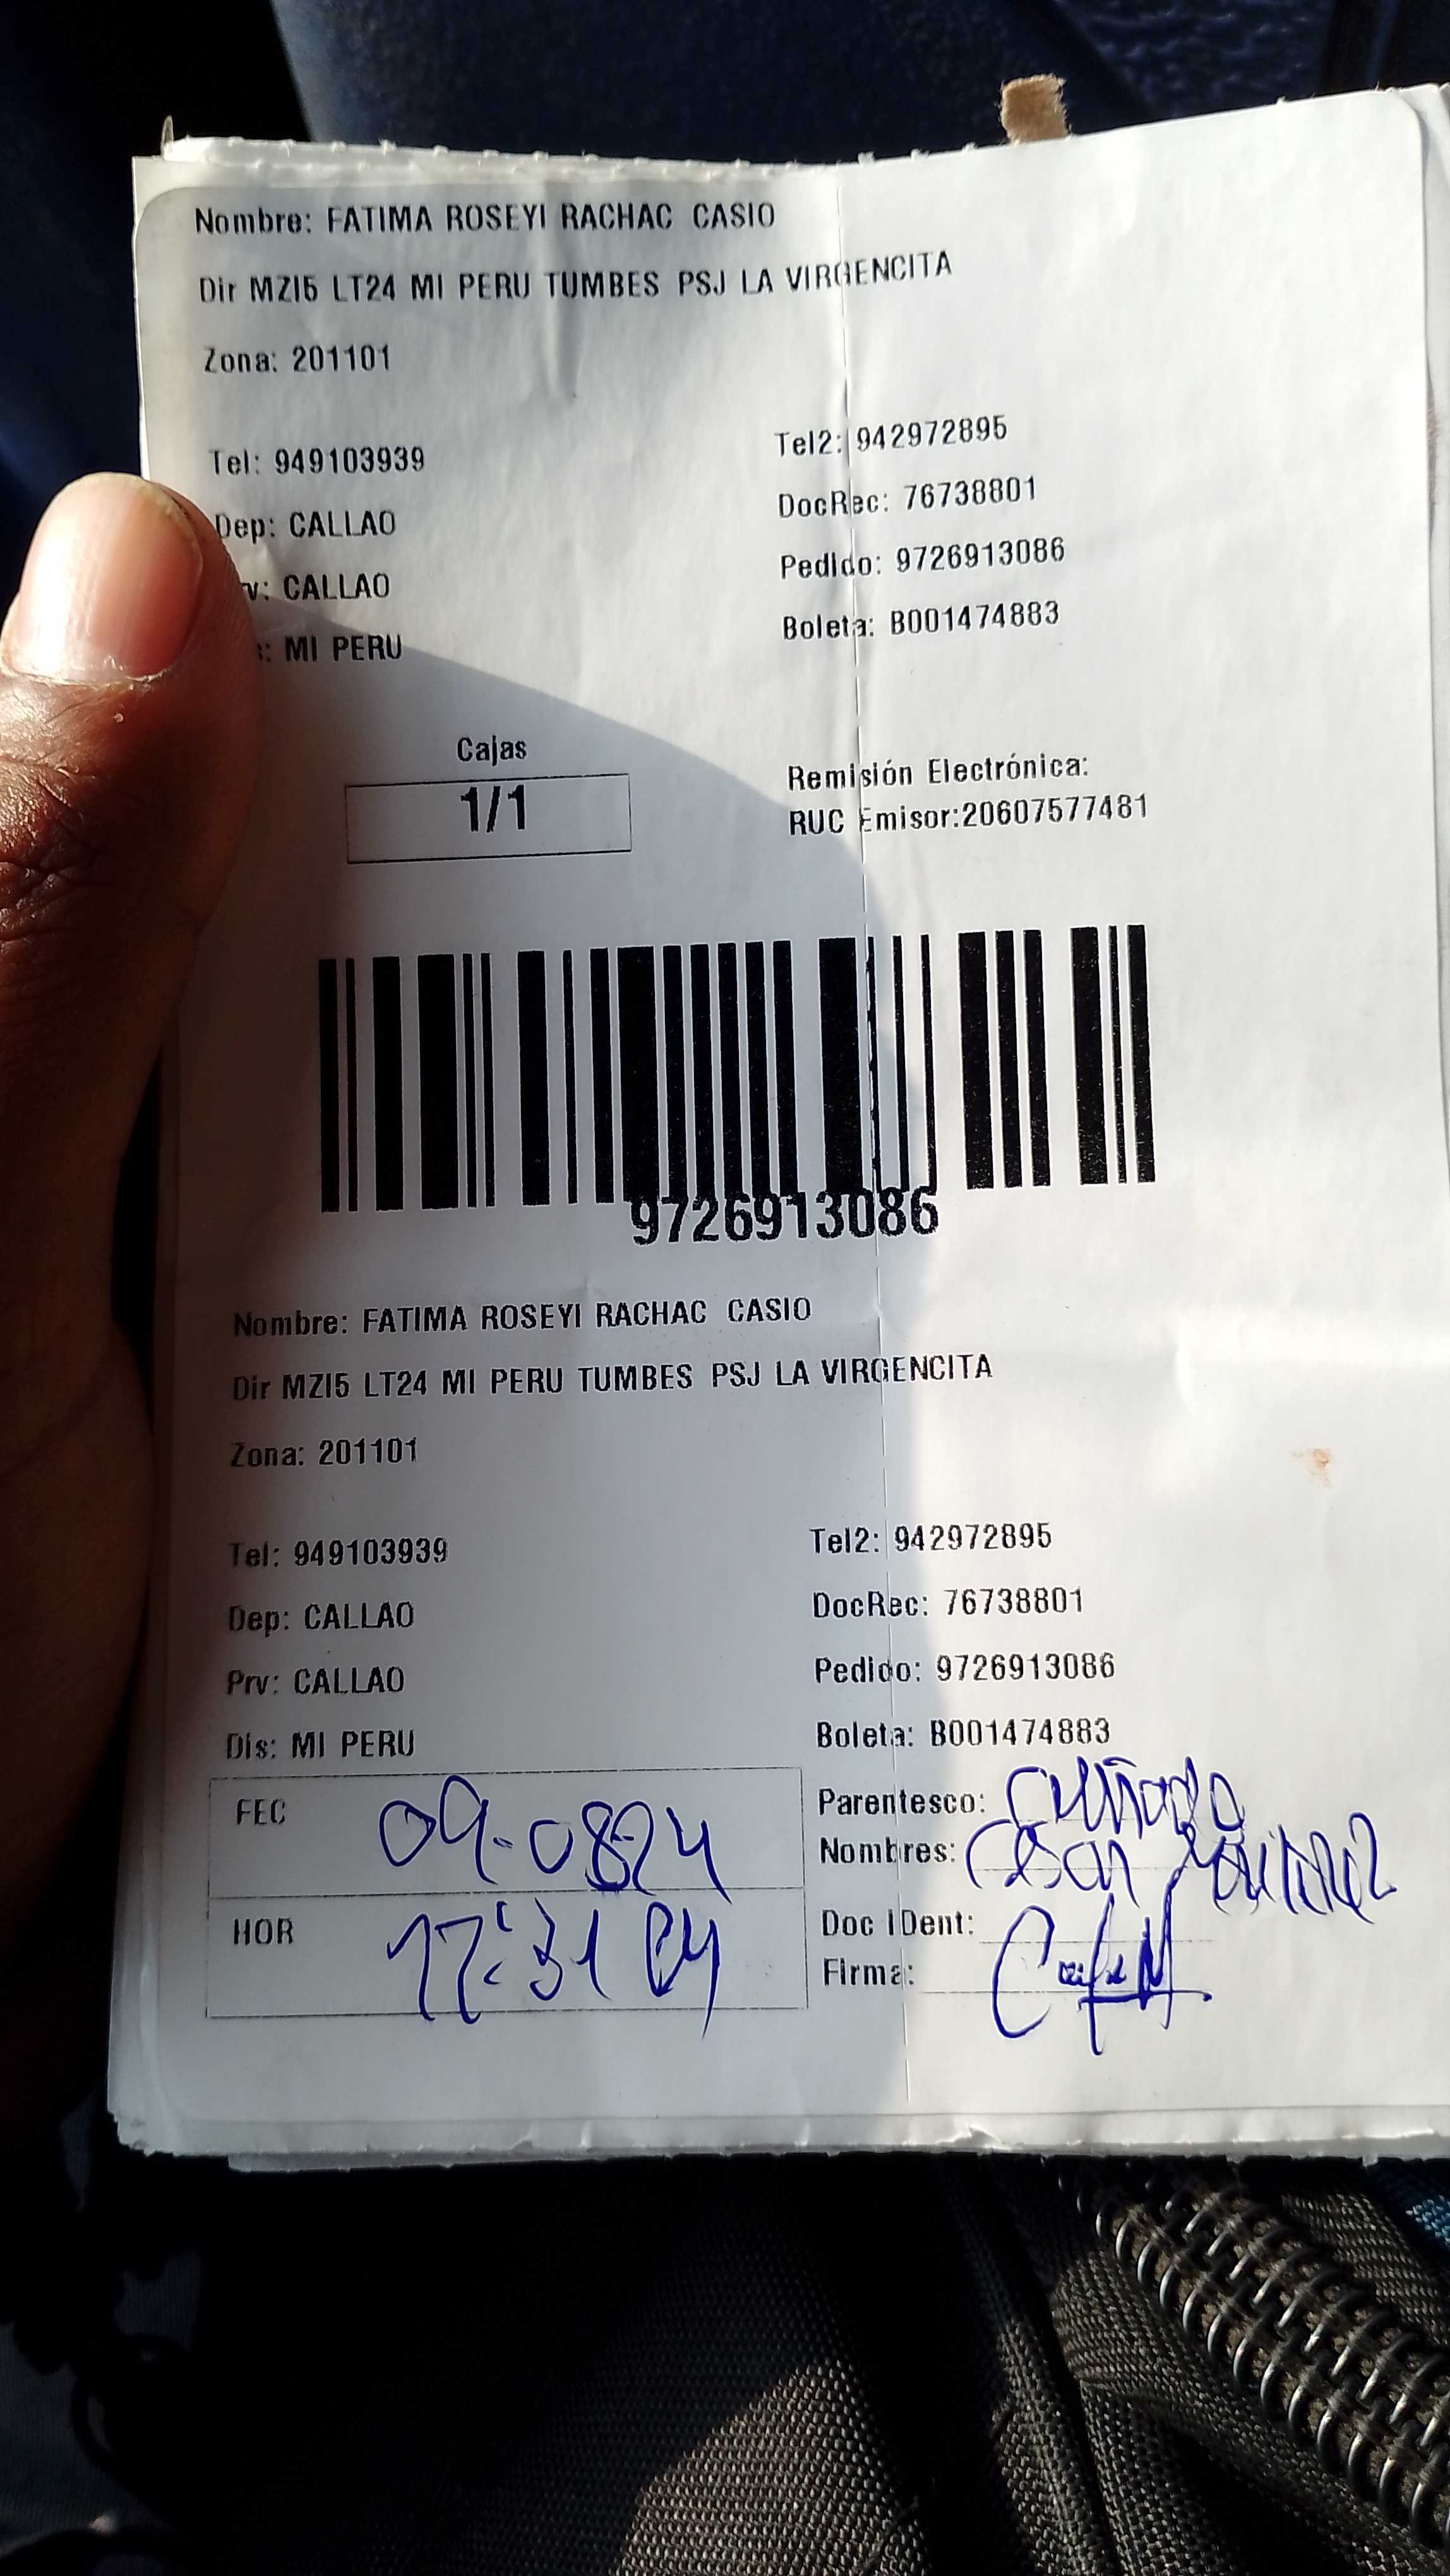 Nombre: FATIMA ROSEYI RACHAC CASIO
Dir MZI5 LT24 MI PERU TUMBES PSJ LA VIRGENCITA
Zona: 201101
Tel: 949103939 Tel2: 942972895
Dep: CALLAO DocRec: 76738801
v: CALLAO Pedido: 9726913086
: MI PERU Boleta: B001474883
Cajas
1/1
Remisión Electrónica:
RUC Emisor:20607577481
9726913086
Nombre: FATIMA ROSEYI RACHAC CASIO
Dir MZI5 LT24 MI PERU TUMBES PSJ LA VIRGENCITA
Zona: 201101
Tel: 949103939 Tel2: 942972895
Dep: CALLAO DocRec: 76738801
Prv: CALLAO Pedido: 9726913086
Dis: MI PERU Boleta: B001474883
FEC 09-0824
HOR
Parentesco: cuñado
Nombres:
Doc IDent:
Firma: